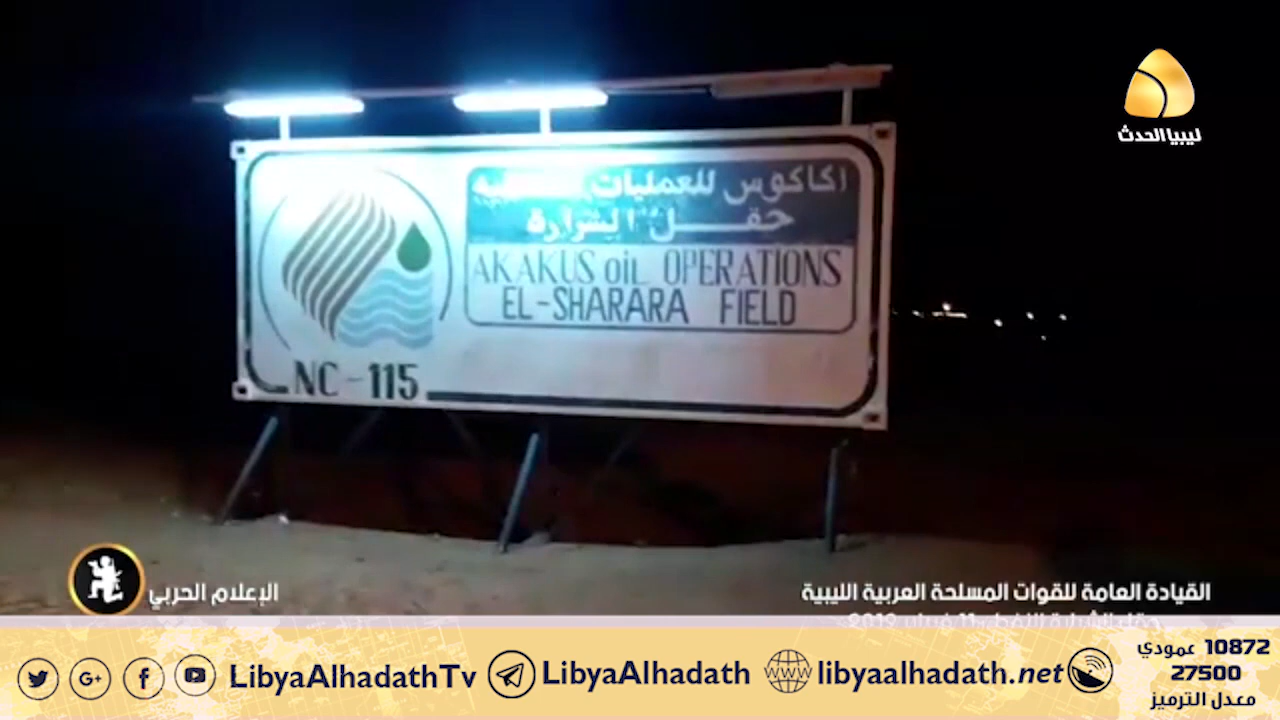 ليبيا الحدث
اكاكوس للعمليات
حقل الشرارة
AKAKUS oiL OPERATIONS
EL-SHARARA FIELD
NC-115
الإعلام الحربي
القيادة العامة للقوات المسلحة العربية الليبية
LibyaAlhadathTv
LibyaAlhadath
libyaalhadath.net
10872 عمودي
27500
معدل الترميز